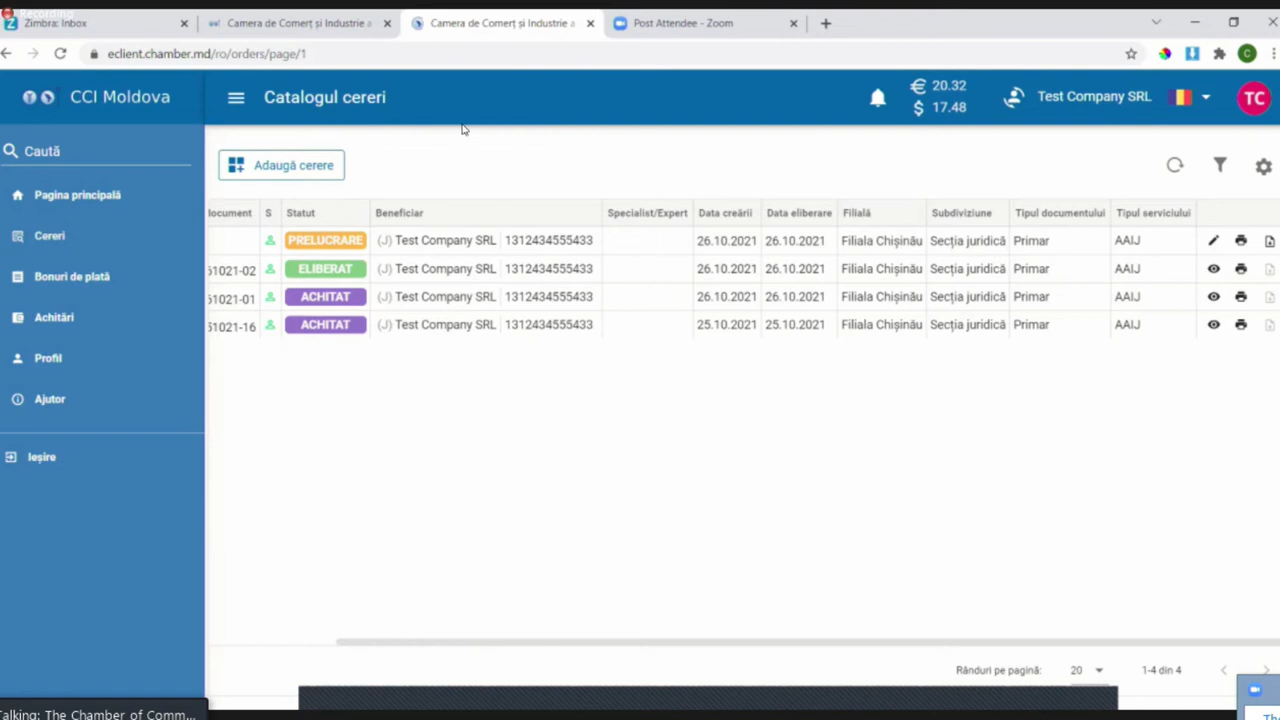 Recording
Zimbra: Inbox
Camera de Comerț și Industrie a
Camera de Comerț și Industrie a
Post Attendee - Zoom
eclient.chamber.md/ro/orders/page/1
C
CCI Moldova
Catalogul cereri
€ 20.32
$ 17.48
Test Company SRL
TC
Caută
Pagina principală
Cereri
Bonuri de plată
Achitări
Profil
Ajutor
Ieșire
Adaugă cerere
locument S Statut Beneficiar Specialist/Expert Data creării Data eliberare Filială Subdiviziune Tipul documentului Tipul serviciului
PRELUCRARE (J) Test Company SRL 1312434555433 26.10.2021 26.10.2021 Filiala Chișinău Secția juridică Primar AAIJ
61021-02 ELIBERAT (J) Test Company SRL 1312434555433 26.10.2021 26.10.2021 Filiala Chișinău Secția juridică Primar AAIJ
61021-01 ACHITAT (J) Test Company SRL 1312434555433 26.10.2021 26.10.2021 Filiala Chișinău Secția juridică Primar AAIJ
51021-16 ACHITAT (J) Test Company SRL 1312434555433 25.10.2021 25.10.2021 Filiala Chișinău Secția juridică Primar AAIJ
Rânduri pe pagină: 20 1-4 din 4
Talking: The Chamber of Comm...